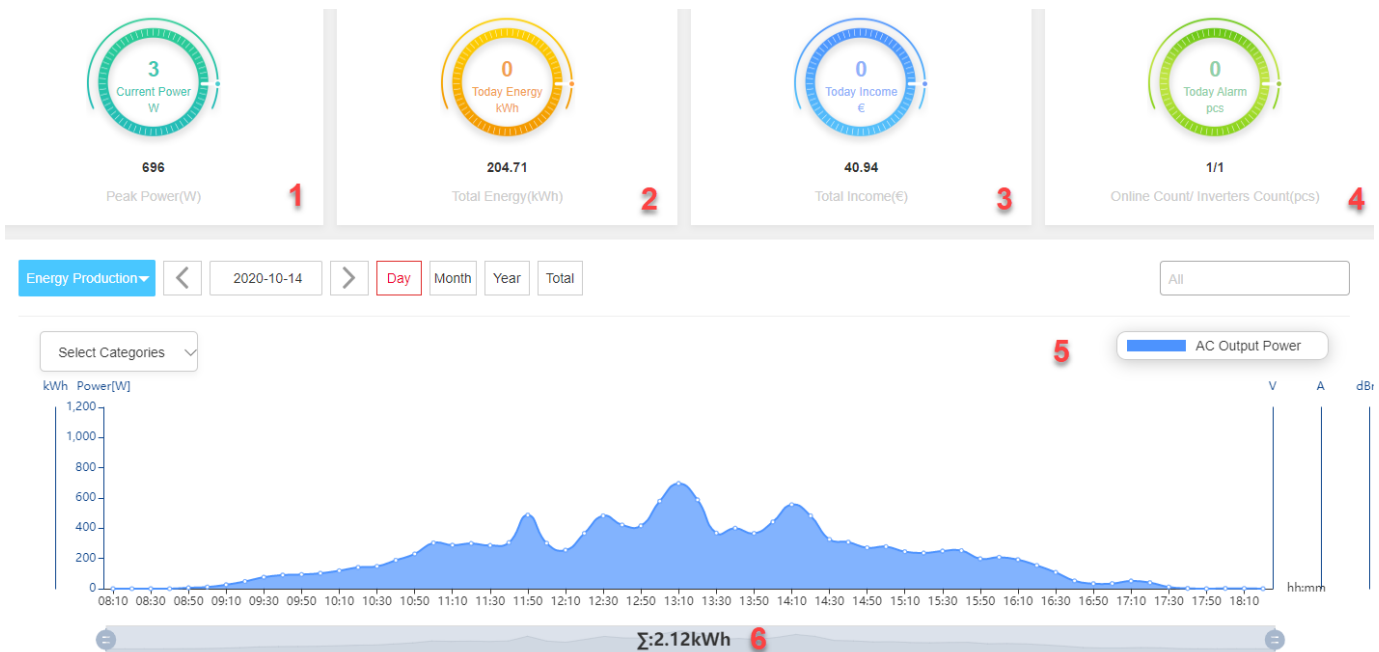 3
Current Power
W
696
Peak Power(W)
1
0
Today Energy
kWh
204.71
Total Energy(kWh)
2
0
Today Income
€
40.94
Total Income(€)
3
0
Today Alarm
pcs
1/1
Online Count/ Inverters Count(pcs)
4
Energy Production
2020-10-14
Day
Month
Year
Total
All
Select Categories
5
AC Output Power
kWh Power[W] V A dBm
1,200
1,000
800
600
400
200
0
08:10 08:30 08:50 09:10 09:30 09:50 10:10 10:30 10:50 11:10 11:30 11:50 12:10 12:30 12:50 13:10 13:30 13:50 14:10 14:30 14:50 15:10 15:30 15:50 16:10 16:30 16:50 17:10 17:30 17:50 18:10
hh:mm
∑:2.12kWh 6